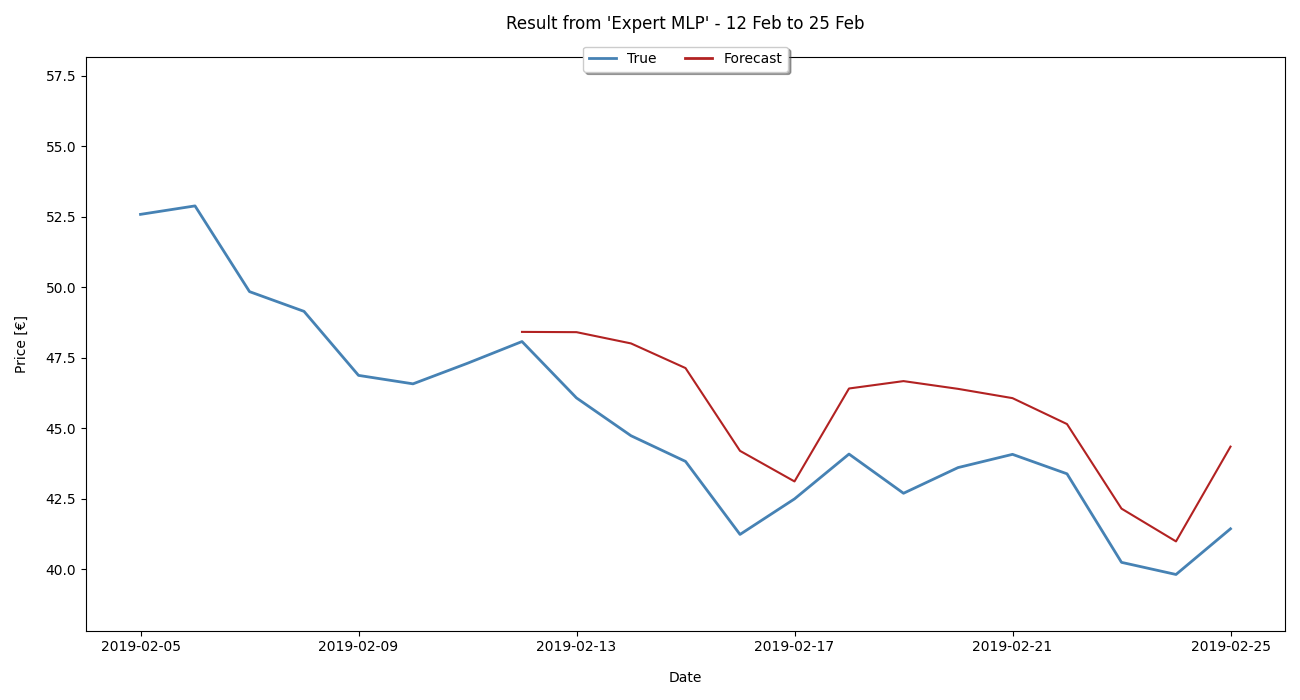 Result from 'Expert MLP' - 12 Feb to 25 Feb
True Forecast
57.5
55.0
52.5
50.0
47.5
45.0
42.5
40.0
Price [€]
2019-02-05 2019-02-09 2019-02-13 2019-02-17 2019-02-21 2019-02-25
Date